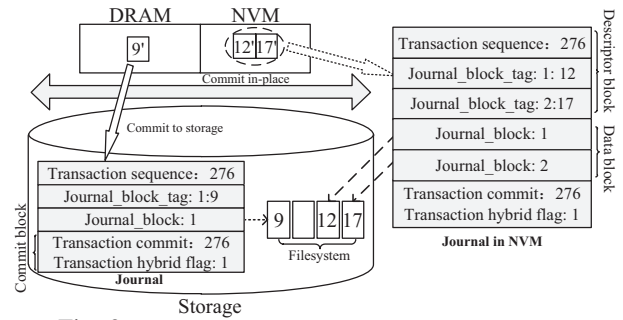 DRAM NVM
9' 12' 17'
Commit in-place
Commit to storage
Transaction sequence: 276
Journal_block_tag: 1: 12
Journal_block_tag: 2:17
Journal_block: 1
Journal_block: 2
Transaction commit: 276
Transaction hybrid flag: 1
Journal in NVM
Descriptor block
Data block
Transaction sequence: 276
Journal_block_tag: 1:9
Journal_block: 1
Transaction commit: 276
Transaction hybrid flag: 1
Journal
Commit block
9 12 17
Filesystem
Storage